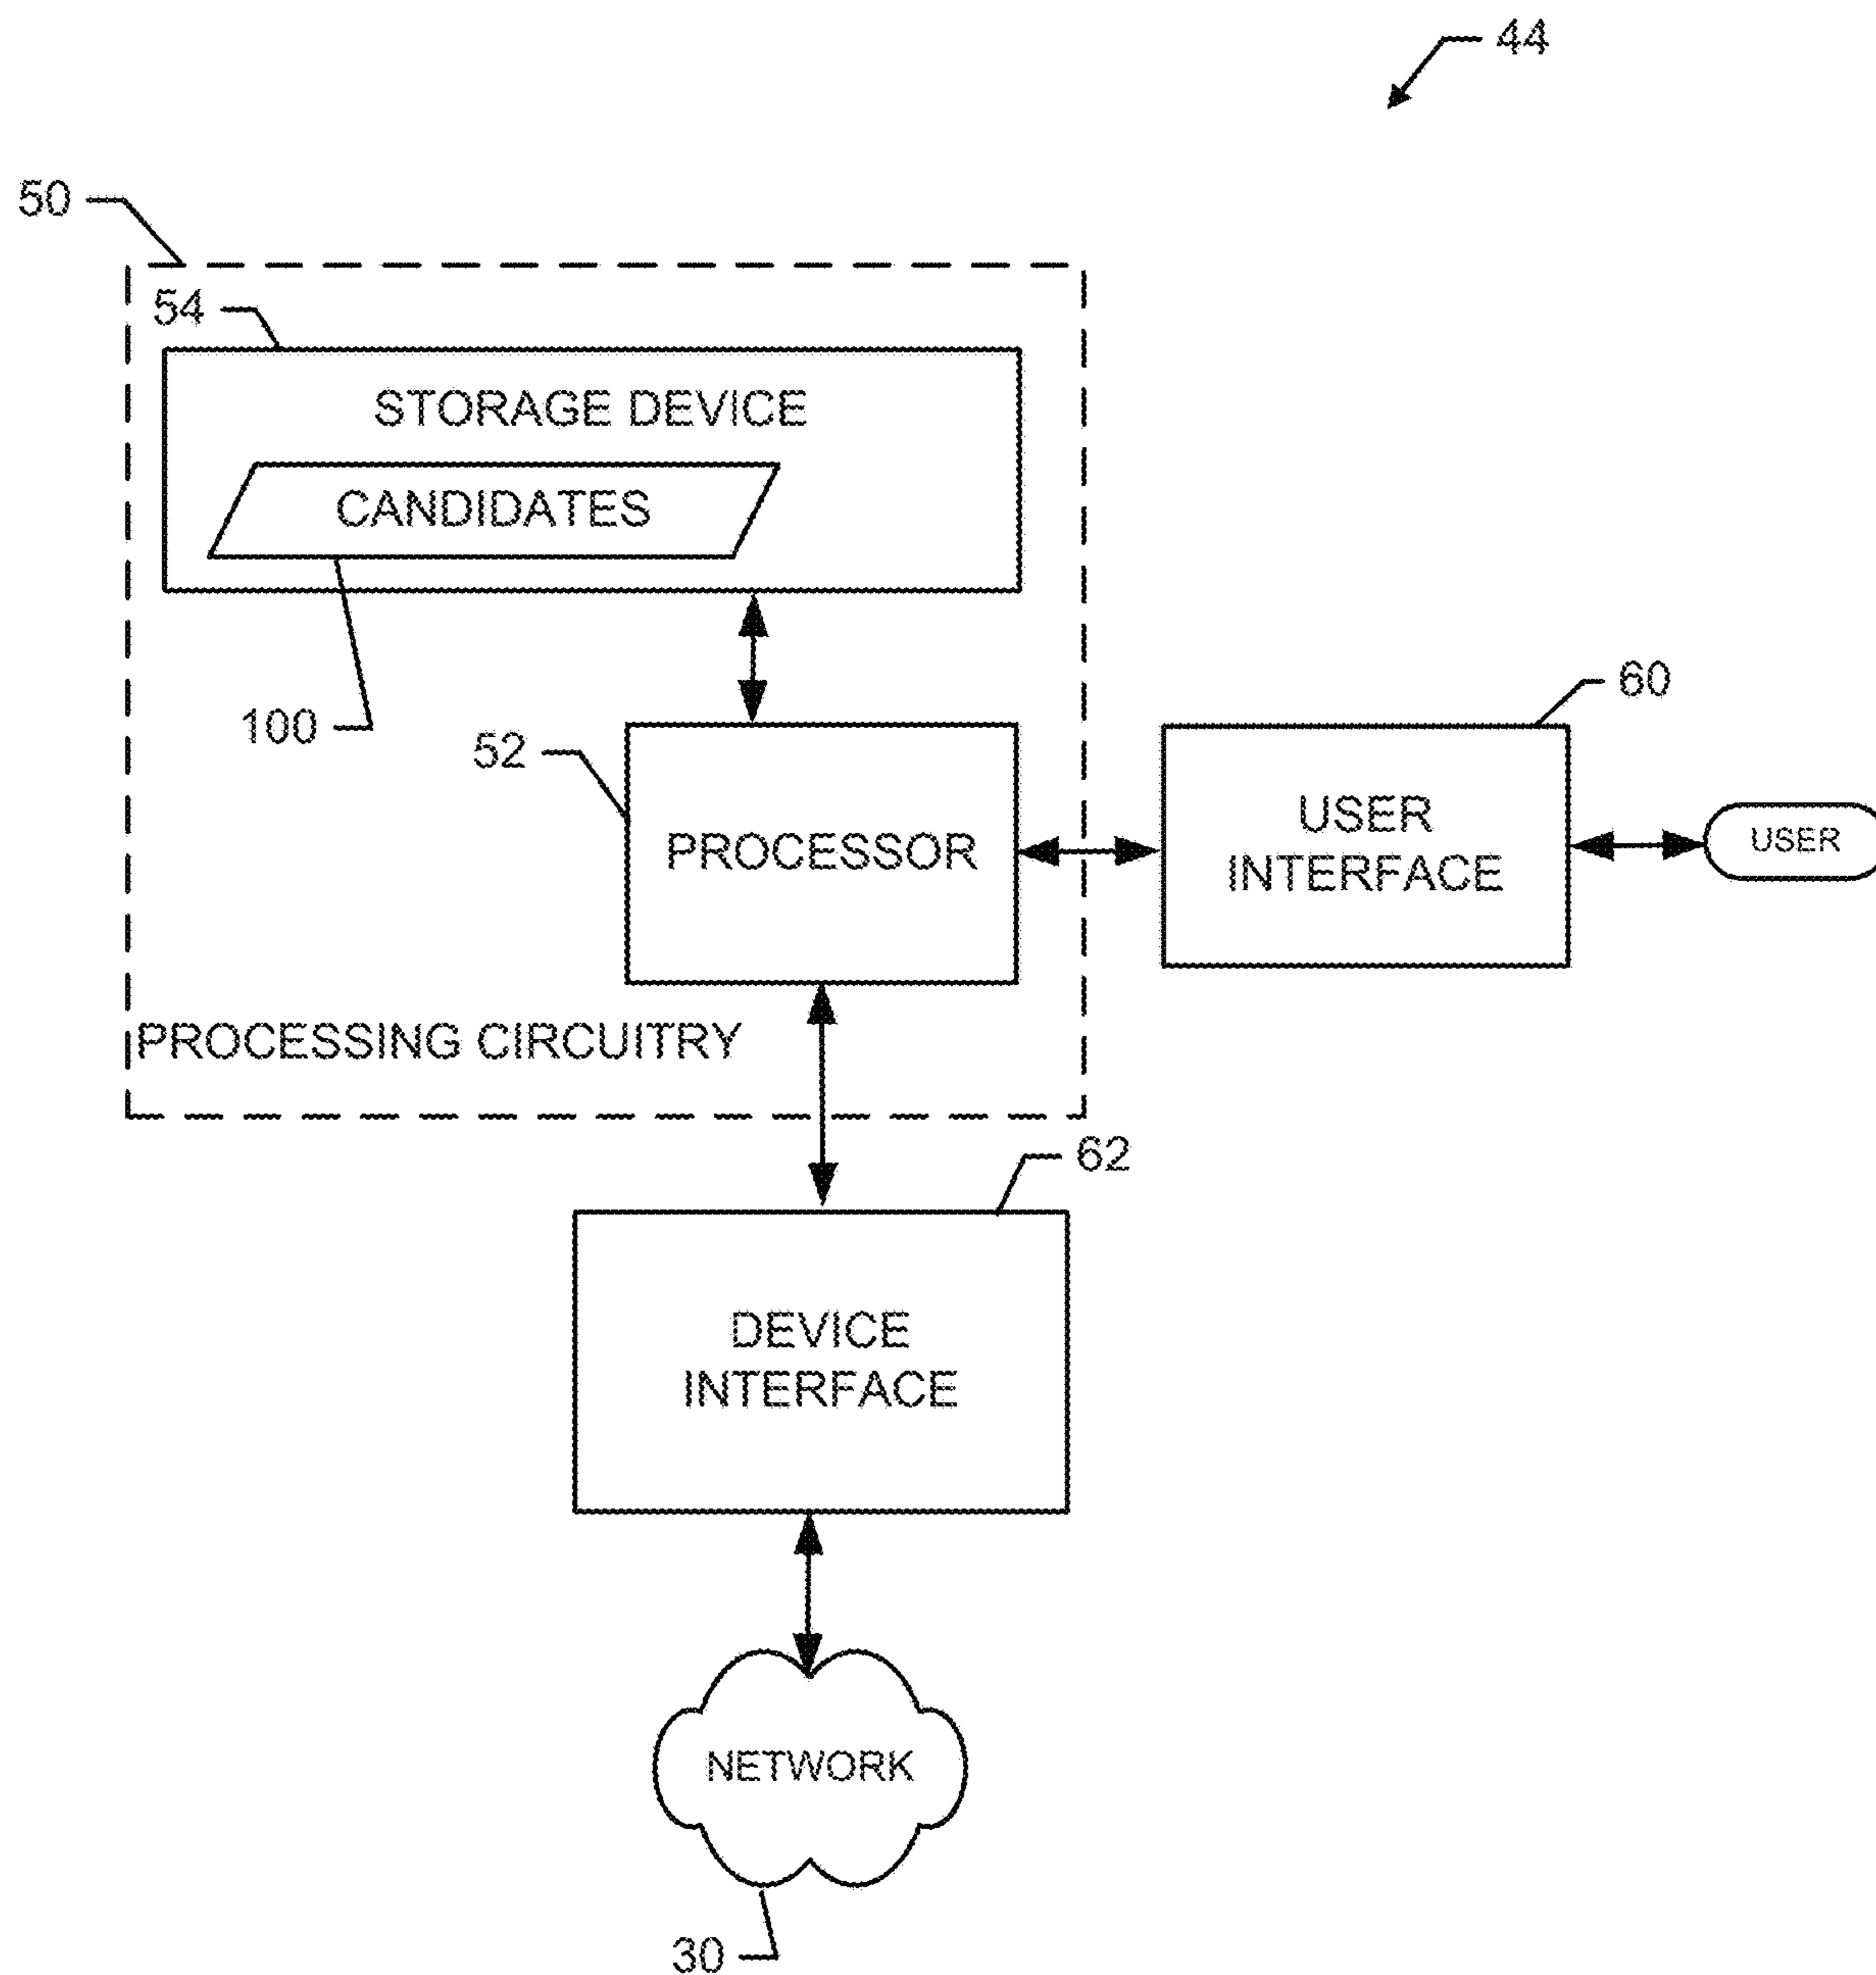 44
50
54
STORAGE DEVICE
CANDIDATES
100
60
52
PROCESSOR
USER
INTERFACE
USER
PROCESSING CIRCUITRY
62
DEVICE
INTERFACE
NETWORK
30